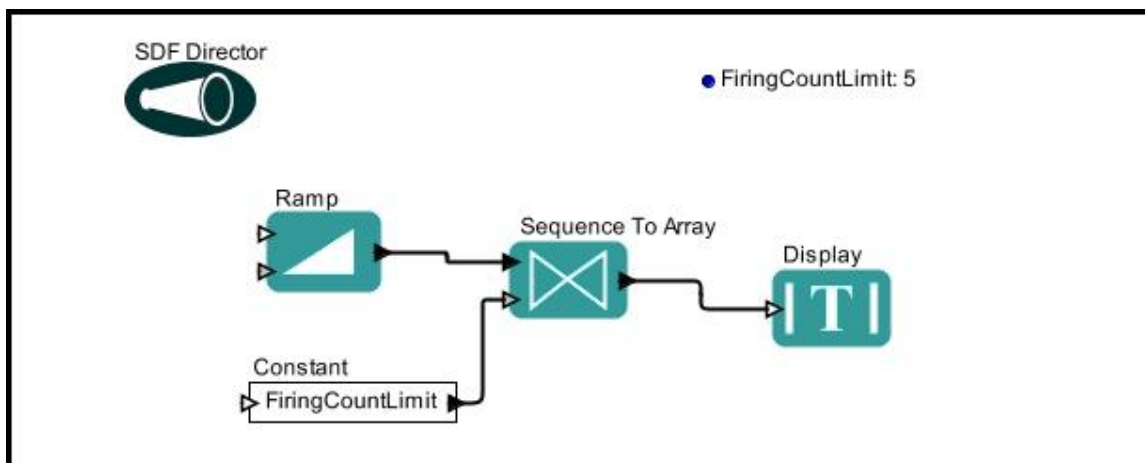 SDF Director
FiringCountLimit: 5
Ramp
Sequence To Array
Display
T
Constant
FiringCountLimit